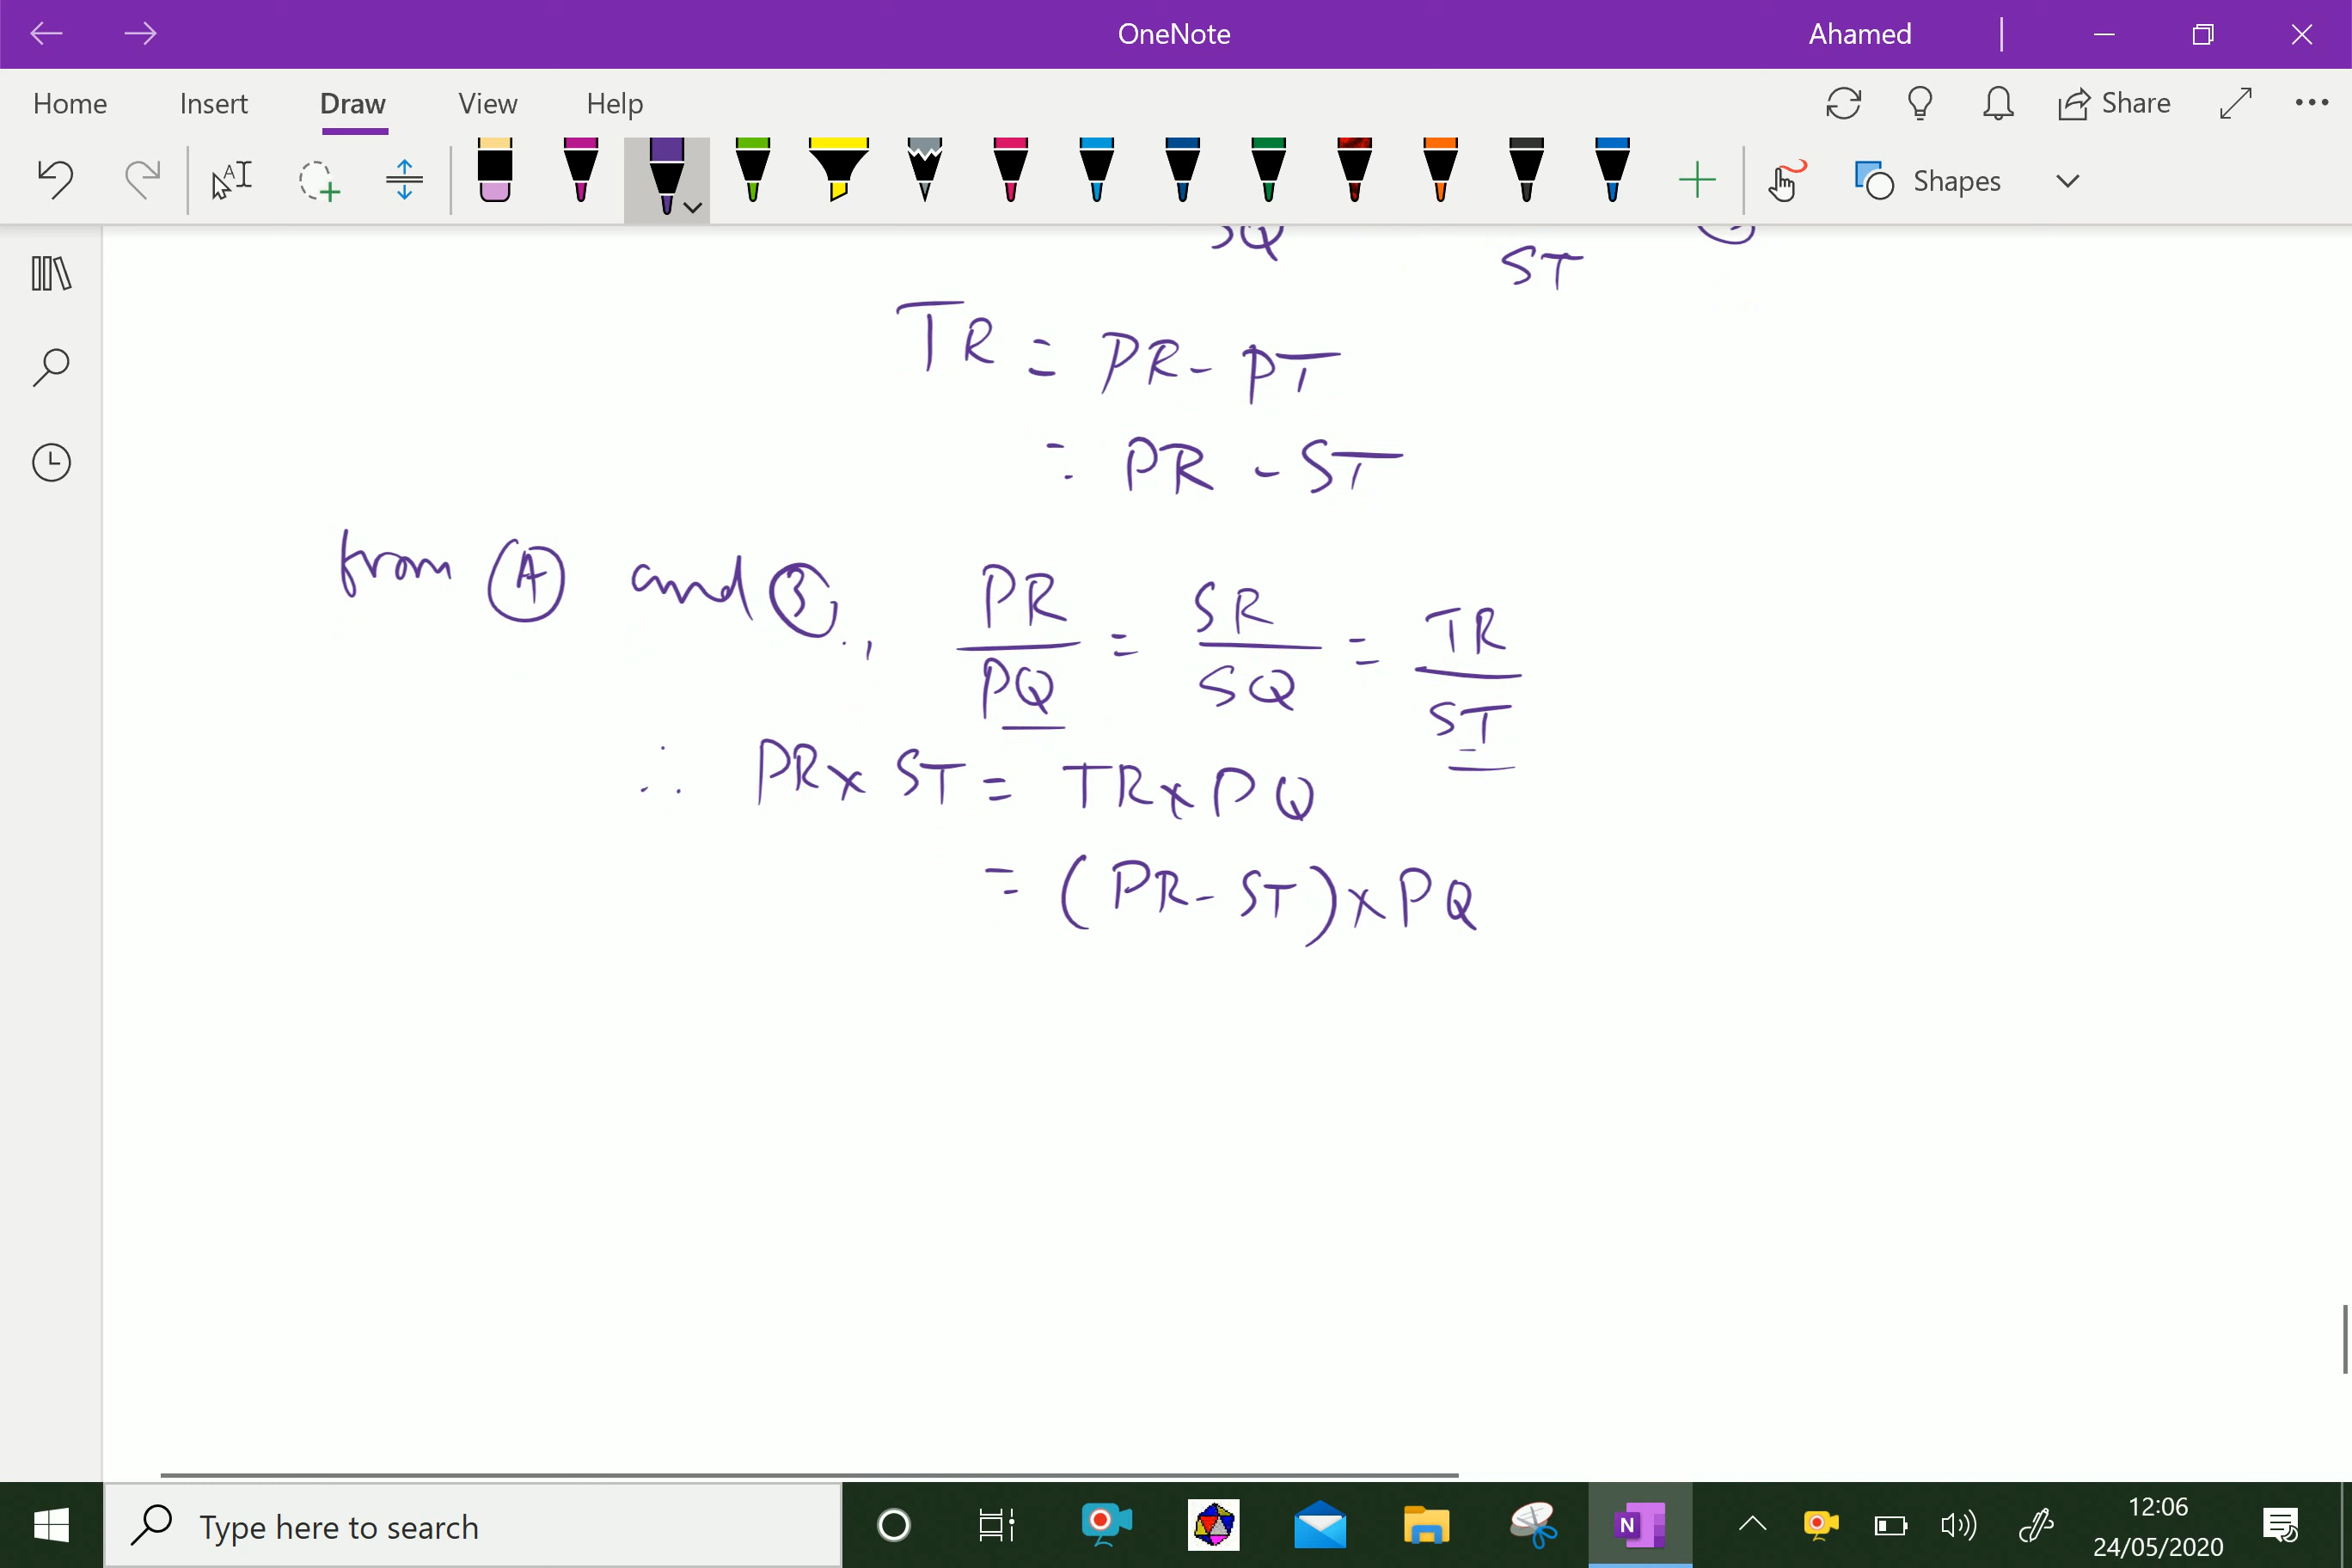 OneNote
Ahamed
Home Insert Draw View Help
Share
Shapes
SQ
ST
TR = PR - PT
= PR - ST
from (A) and (3), PR/PQ = SR/SQ = TR/ST
∴ PR x ST = TR x PQ
= (PR - ST) x PQ
Type here to search
12:06
24/05/2020